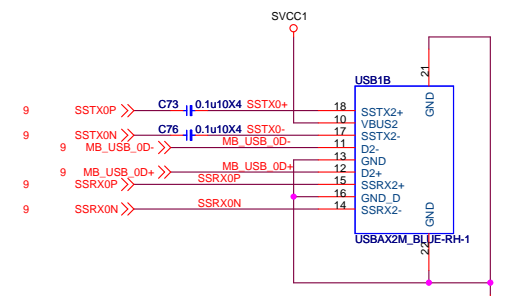 SVCC1
USB1B
21
GND
9 SSTX0P C73 0.1u10X4 SSTX0+ 18 SSTX2+
10 VBUS2
9 SSTX0N C76 0.1u10X4 SSTX0- 17 SSTX2-
9 MB_USB_0D- MB_USB_0D- 11 D2-
13 GND
9 MB_USB_0D+ MB_USB_0D+ 12 D2+
9 SSRX0P SSRX0P 15 SSRX2+
16 GND_D
9 SSRX0N SSRX0N 14 SSRX2-
GND
22
USBAX2M_BLUE-RH-1